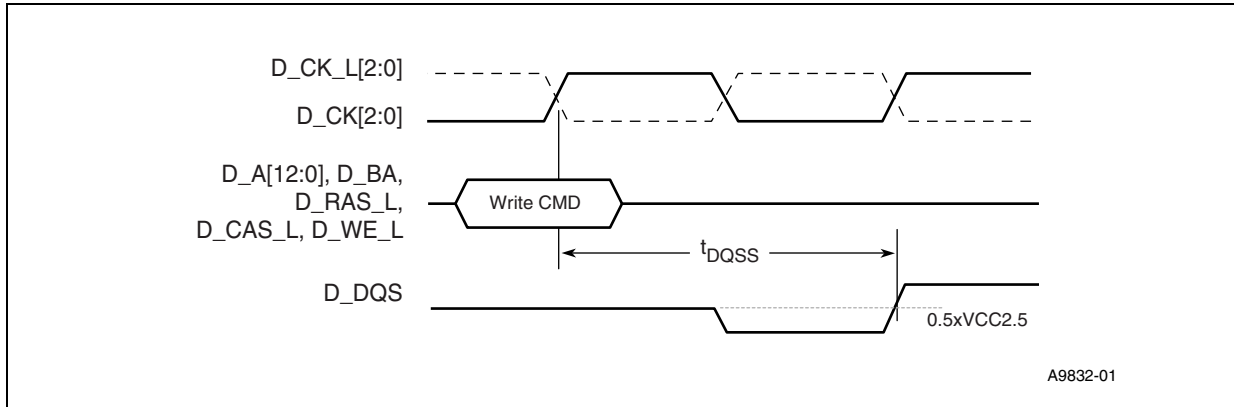 D_CK_L[2:0]
D_CK[2:0]
D_A[12:0], D_BA,
D_RAS_L,
D_CAS_L, D_WE_L
Write CMD
tDQSS
D_DQS
0.5xVCC2.5
A9832-01